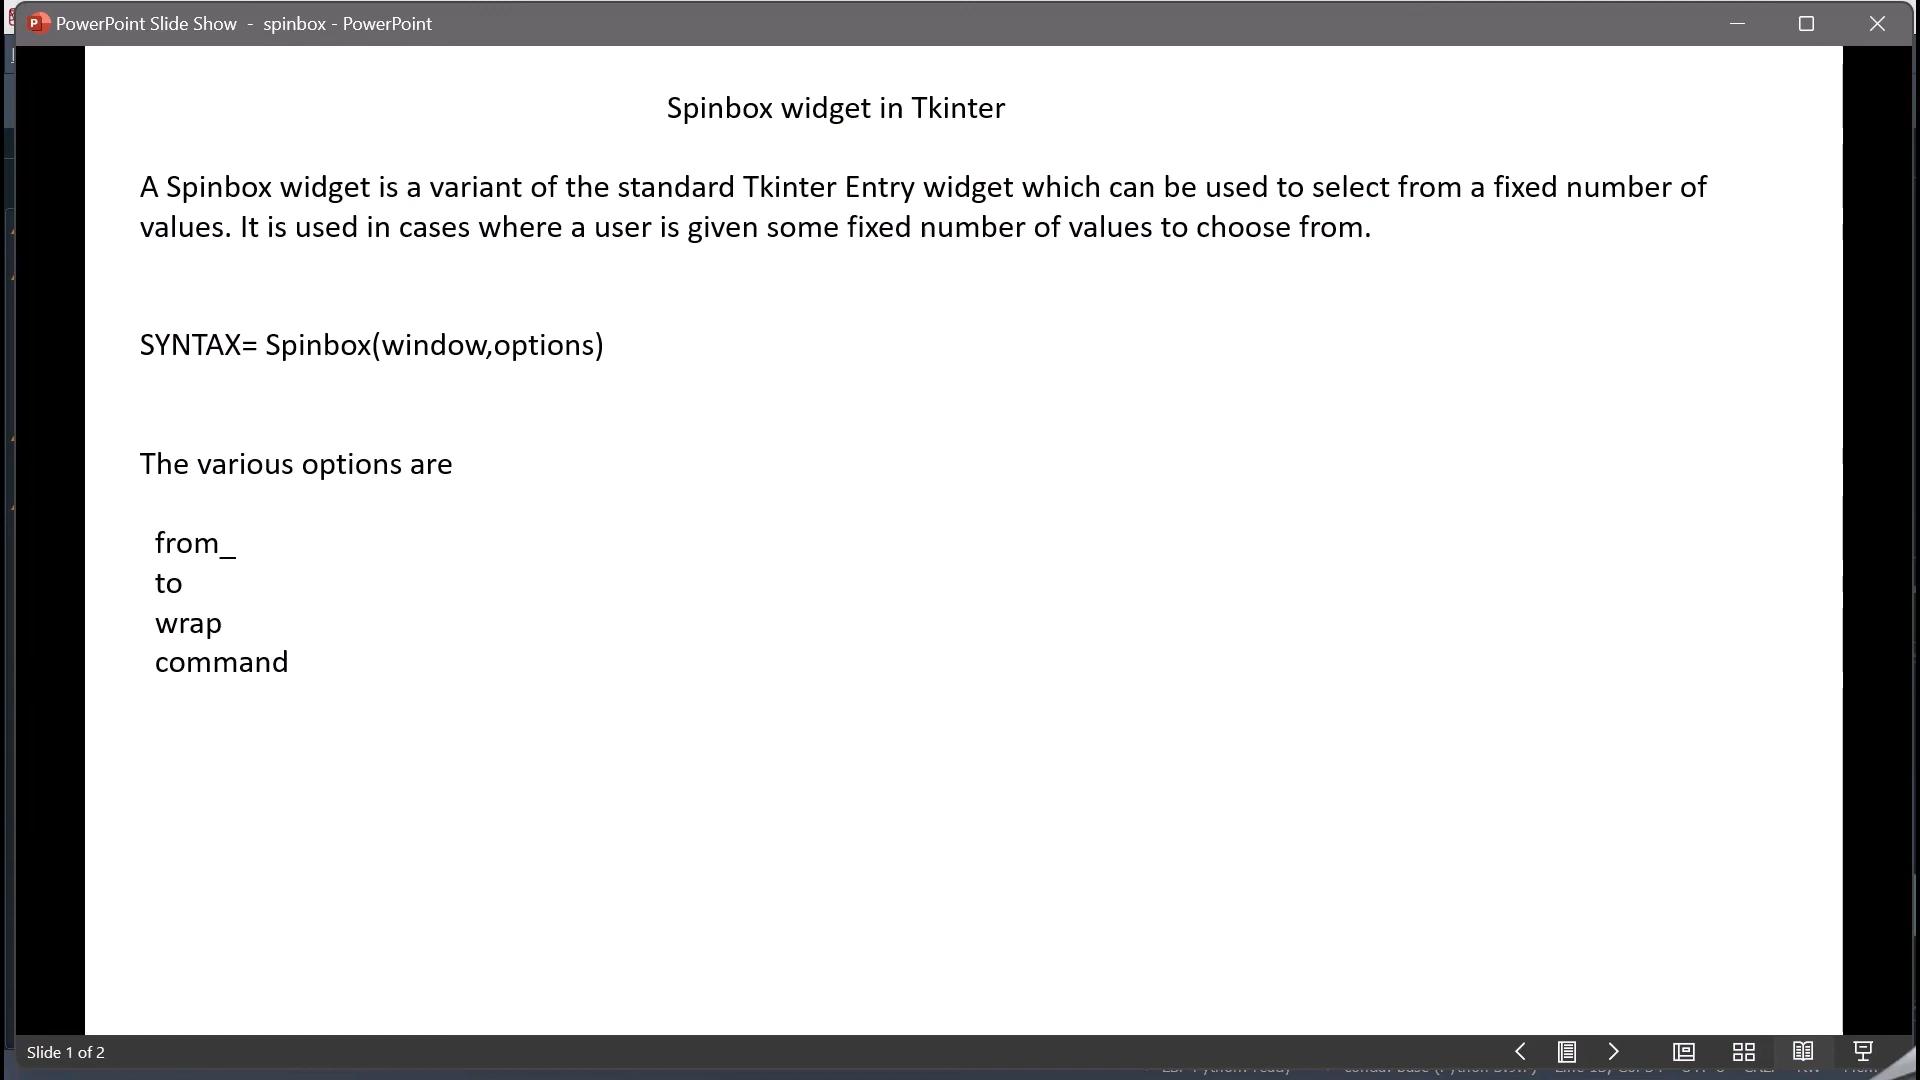 PowerPoint Slide Show - spinbox - PowerPoint
Spinbox widget in Tkinter
A Spinbox widget is a variant of the standard Tkinter Entry widget which can be used to select from a fixed number of
values. It is used in cases where a user is given some fixed number of values to choose from.
SYNTAX= Spinbox(window,options)
The various options are
from_
to
wrap
command
Slide 1 of 2